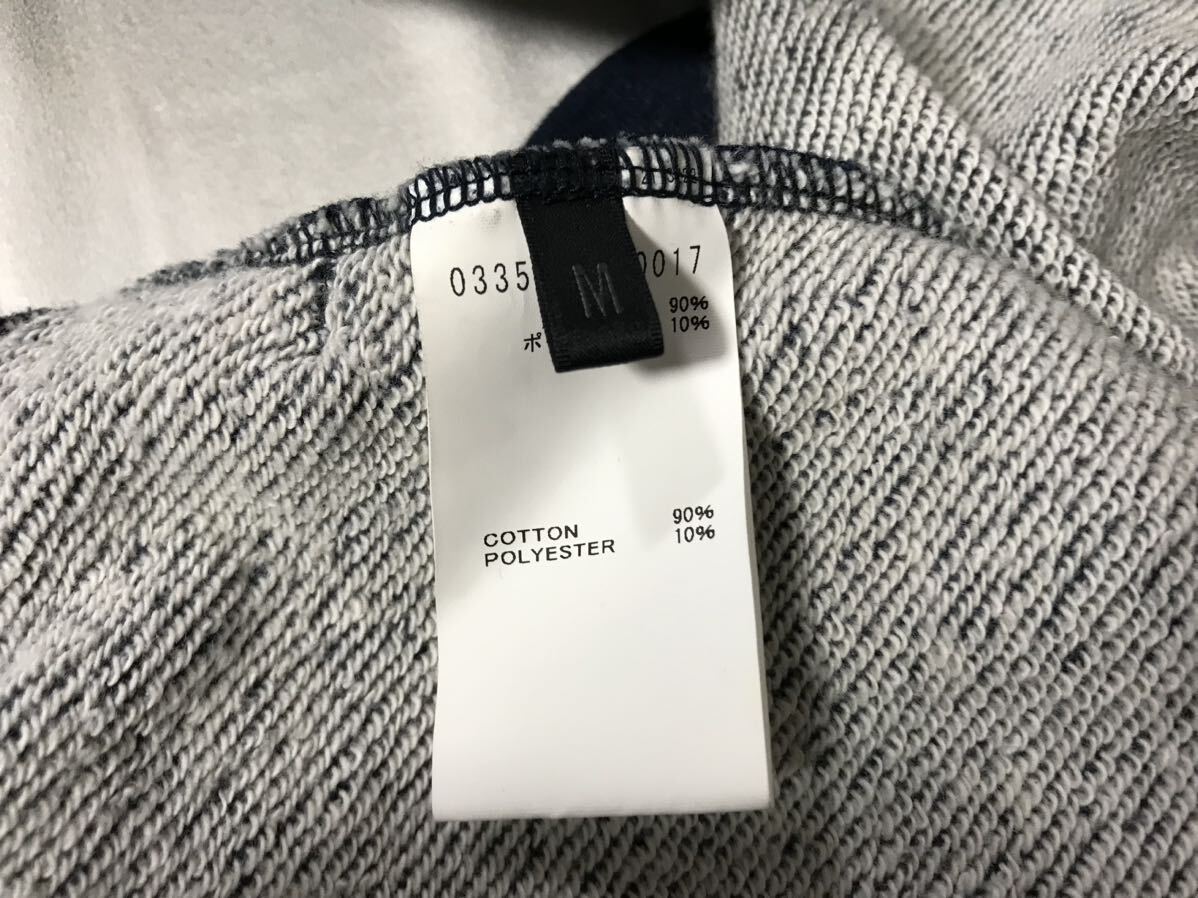 0335 0017
M
90%
ポ 10%
COTTON 90%
POLYESTER 10%